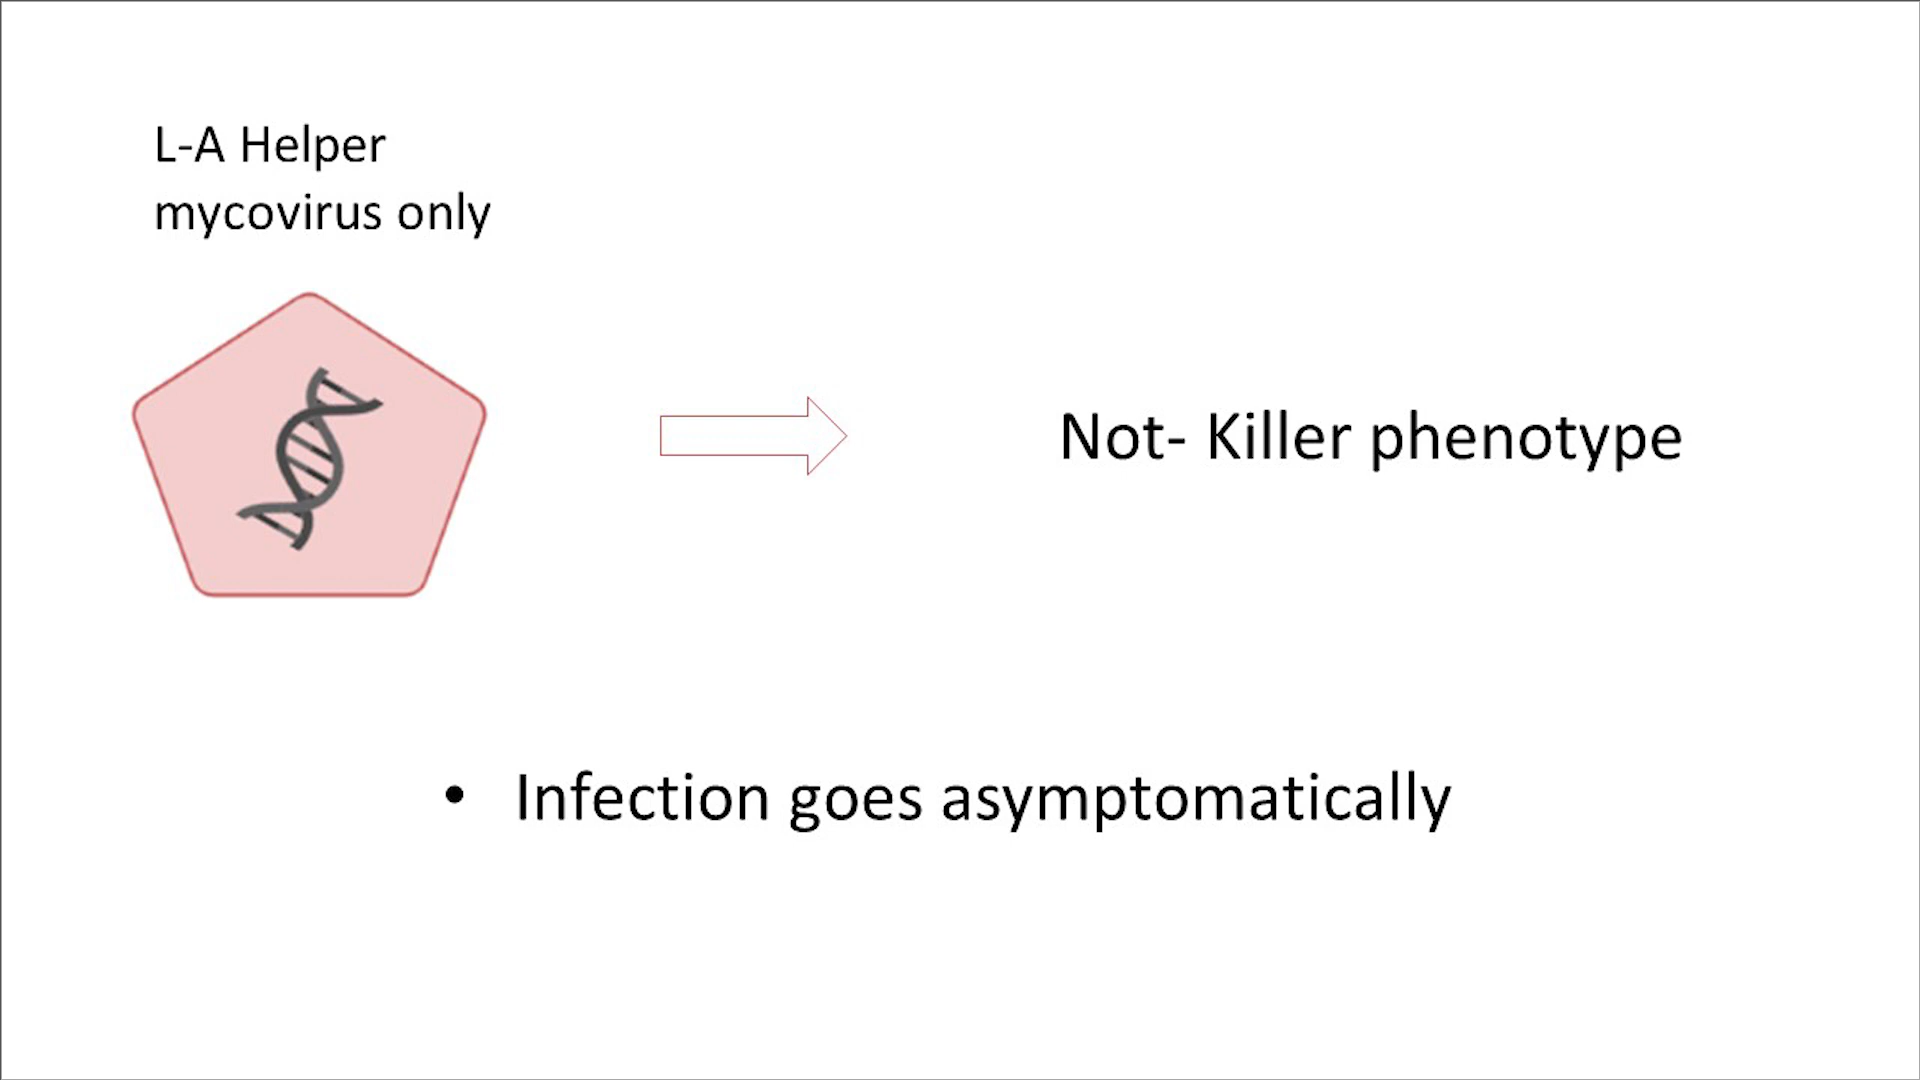 L-A Helper
mycovirus only
Not- Killer phenotype
• Infection goes asymptomatically